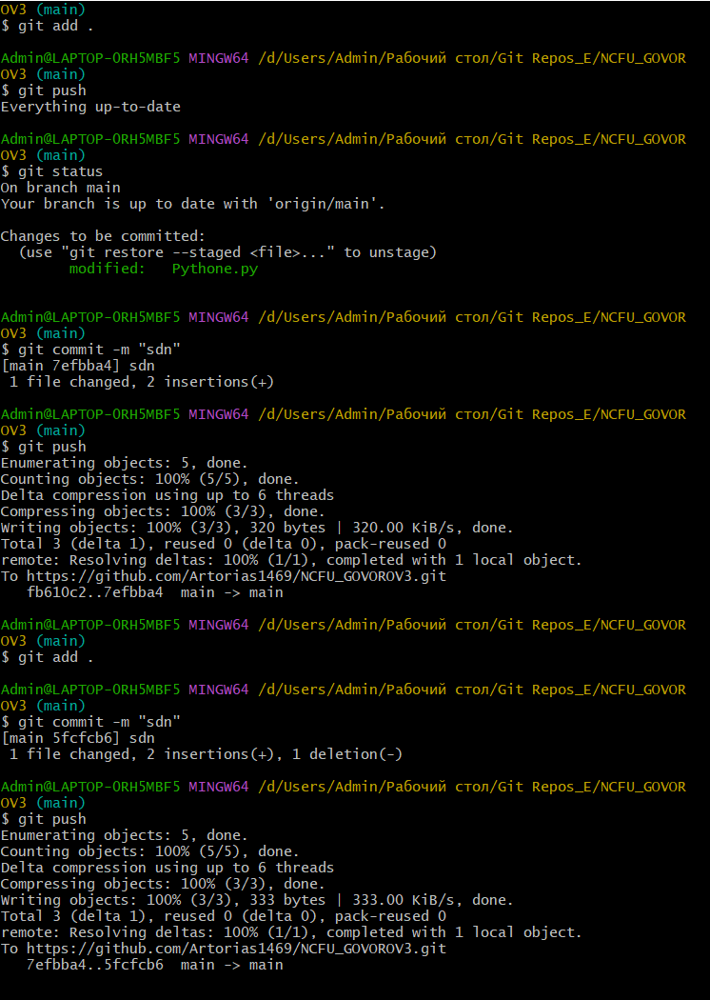 OV3 (main)
$ git add .
Admin@LAPTOP-ORH5MBF5 MINGW64 /d/Users/Admin/Рабочий стол/Git Repos_E/NCFU_GOVOR
OV3 (main)
$ git push
Everything up-to-date
Admin@LAPTOP-ORH5MBF5 MINGW64 /d/Users/Admin/Рабочий стол/Git Repos_E/NCFU_GOVOR
OV3 (main)
$ git status
On branch main
Your branch is up to date with 'origin/main'.
Changes to be committed:
  (use "git restore --staged <file>..." to unstage)
        modified:   Pythone.py
Admin@LAPTOP-ORH5MBF5 MINGW64 /d/Users/Admin/Рабочий стол/Git Repos_E/NCFU_GOVOR
OV3 (main)
$ git commit -m "sdn"
[main 7efbba4] sdn
 1 file changed, 2 insertions(+)
Admin@LAPTOP-ORH5MBF5 MINGW64 /d/Users/Admin/Рабочий стол/Git Repos_E/NCFU_GOVOR
OV3 (main)
$ git push
Enumerating objects: 5, done.
Counting objects: 100% (5/5), done.
Delta compression using up to 6 threads
Compressing objects: 100% (3/3), done.
Writing objects: 100% (3/3), 320 bytes | 320.00 KiB/s, done.
Total 3 (delta 1), reused 0 (delta 0), pack-reused 0
remote: Resolving deltas: 100% (1/1), completed with 1 local object.
To https://github.com/Artorias1469/NCFU_GOVOROV3.git
   fb610c2..7efbba4  main -> main
Admin@LAPTOP-ORH5MBF5 MINGW64 /d/Users/Admin/Рабочий стол/Git Repos_E/NCFU_GOVOR
OV3 (main)
$ git add .
Admin@LAPTOP-ORH5MBF5 MINGW64 /d/Users/Admin/Рабочий стол/Git Repos_E/NCFU_GOVOR
OV3 (main)
$ git commit -m "sdn"
[main 5fcfcb6] sdn
 1 file changed, 2 insertions(+), 1 deletion(-)
Admin@LAPTOP-ORH5MBF5 MINGW64 /d/Users/Admin/Рабочий стол/Git Repos_E/NCFU_GOVOR
OV3 (main)
$ git push
Enumerating objects: 5, done.
Counting objects: 100% (5/5), done.
Delta compression using up to 6 threads
Compressing objects: 100% (3/3), done.
Writing objects: 100% (3/3), 333 bytes | 333.00 KiB/s, done.
Total 3 (delta 1), reused 0 (delta 0), pack-reused 0
remote: Resolving deltas: 100% (1/1), completed with 1 local object.
To https://github.com/Artorias1469/NCFU_GOVOROV3.git
   7efbba4..5fcfcb6  main -> main